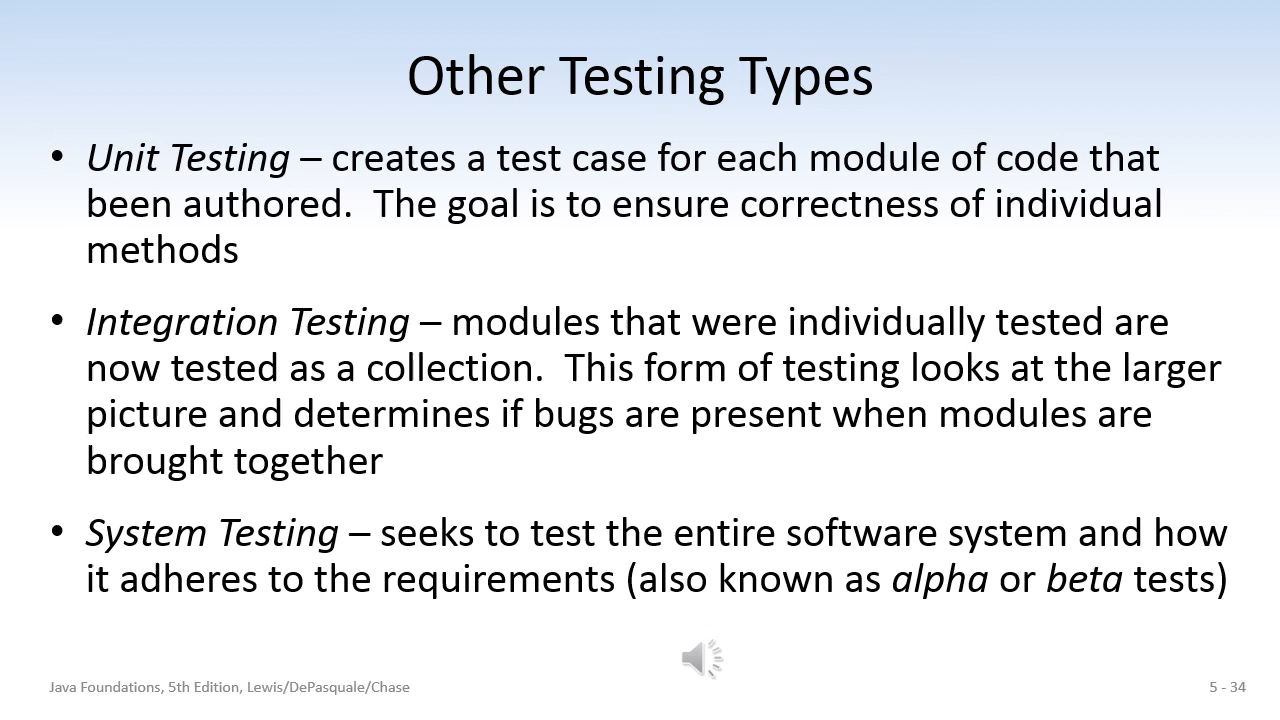 Other Testing Types
• Unit Testing – creates a test case for each module of code that
been authored.  The goal is to ensure correctness of individual
methods
• Integration Testing – modules that were individually tested are
now tested as a collection.  This form of testing looks at the larger
picture and determines if bugs are present when modules are
brought together
• System Testing – seeks to test the entire software system and how
it adheres to the requirements (also known as alpha or beta tests)
Java Foundations, 5th Edition, Lewis/DePasquale/Chase
5 - 34